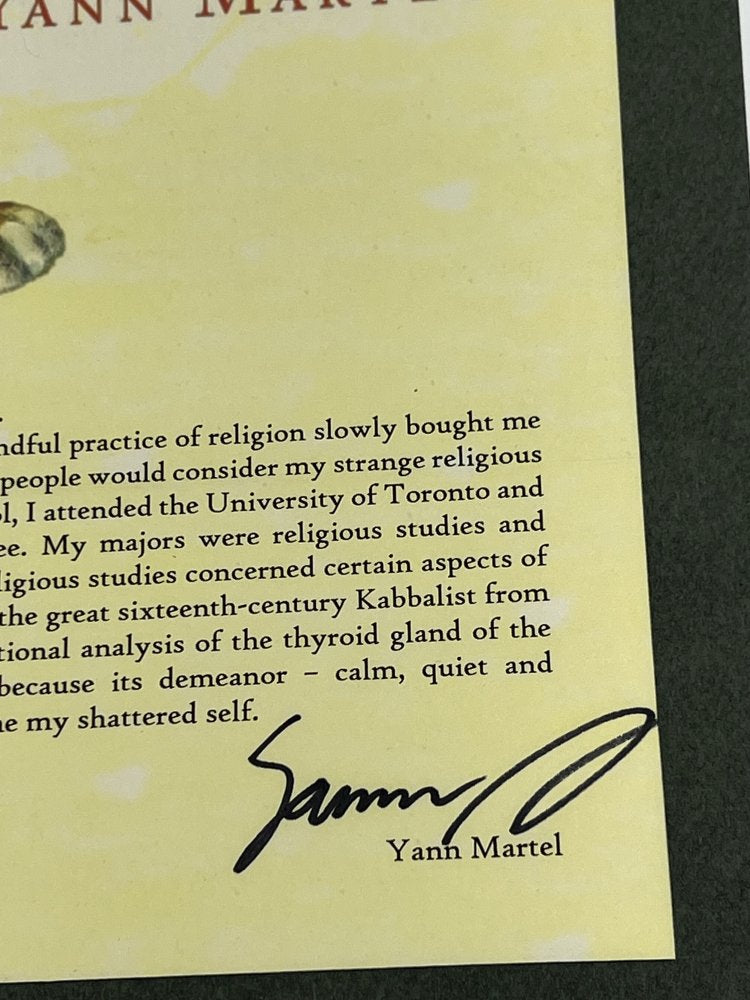 YANN MARTEL
ndful practice of religion slowly bought me
people would consider my strange religious
ol, I attended the University of Toronto and
ee. My majors were religious studies and
ligious studies concerned certain aspects of
the great sixteenth-century Kabbalist from
tional analysis of the thyroid gland of the
because its demeanor – calm, quiet and
ne my shattered self.
Yann Martel